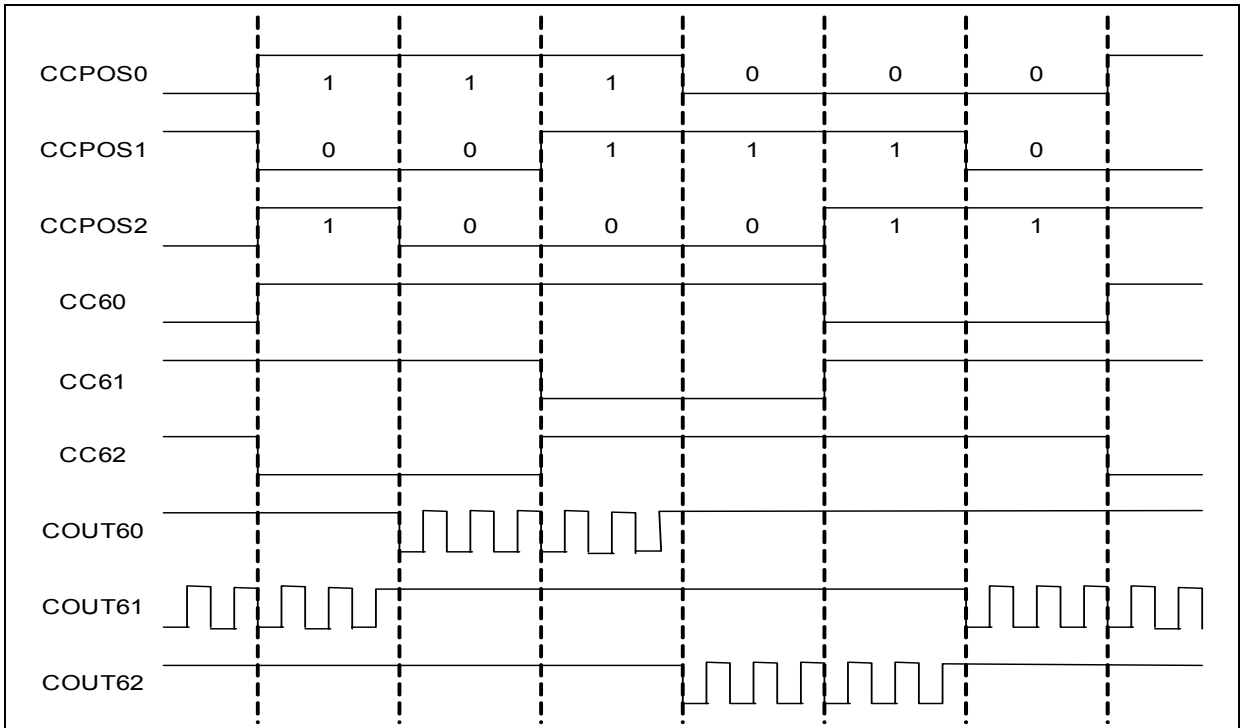 CCPOS0 1 1 1 0 0 0
CCPOS1 0 0 1 1 1 0
CCPOS2 1 0 0 0 1 1
CC60
CC61
CC62
COUT60
COUT61
COUT62